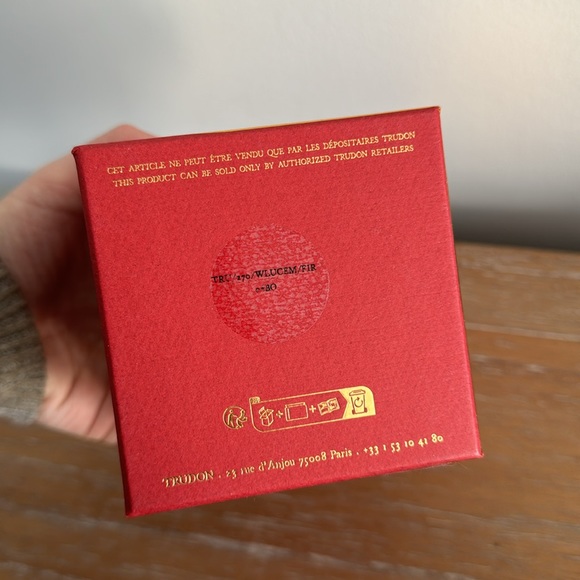 CET ARTICLE NE PEUT ÊTRE VENDU QUE PAR LES DÉPOSITAIRES TRUDON
THIS PRODUCT CAN BE SOLD ONLY BY AUTHORIZED TRUDON RETAILERS
TRU/270/WLUCEM/FIR
TRUDON . 23 rue d'Anjou 75008 Paris . +33 1 53 10 41 80